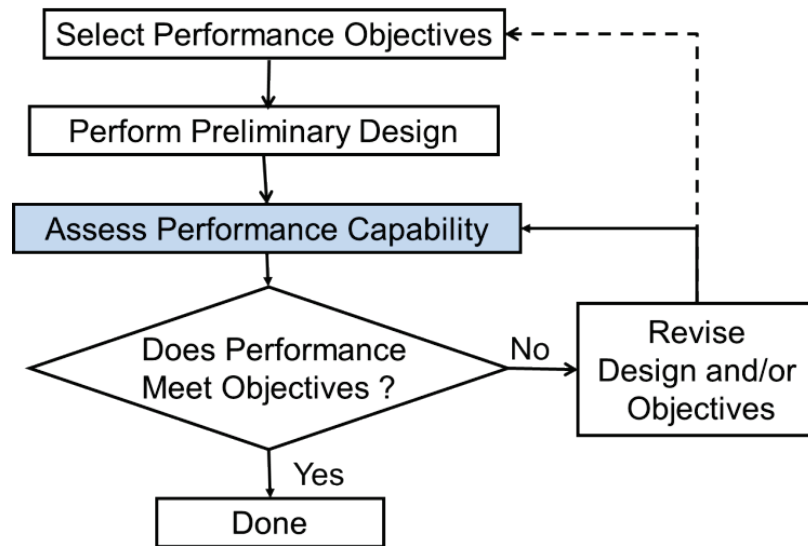 Select Performance Objectives
Perform Preliminary Design
Assess Performance Capability
Does Performance
Meet Objectives ?
No
Revise
Design and/or
Objectives
Yes
Done